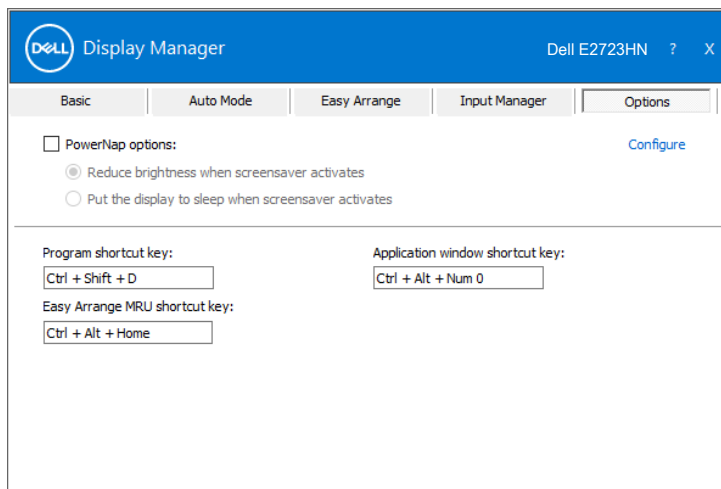 DELL Display Manager Dell E2723HN ? X
Basic Auto Mode Easy Arrange Input Manager Options
PowerNap options: Configure
Reduce brightness when screensaver activates
Put the display to sleep when screensaver activates
Program shortcut key: Application window shortcut key:
Ctrl + Shift + D Ctrl + Alt + Num 0
Easy Arrange MRU shortcut key:
Ctrl + Alt + Home